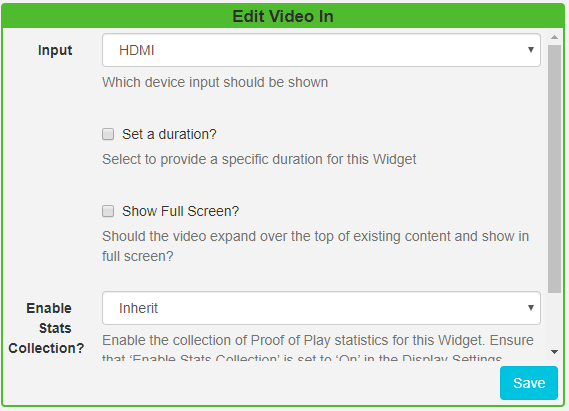 Edit Video In
Input
HDMI
Which device input should be shown
Set a duration?
Select to provide a specific duration for this Widget
Show Full Screen?
Should the video expand over the top of existing content and show in
full screen?
Enable
Stats
Collection?
Inherit
Enable the collection of Proof of Play statistics for this Widget. Ensure
that ‘Enable Stats Collection’ is set to ‘On’ in the Display Settings
Save